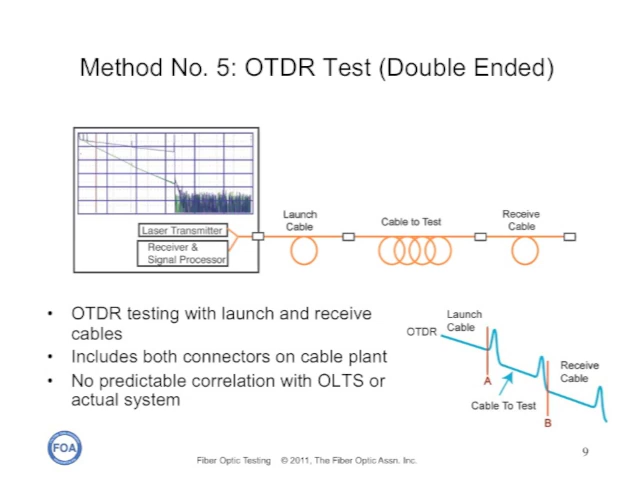 Method No. 5: OTDR Test (Double Ended)
Laser Transmitter
Receiver &
Signal Processor
Launch
Cable
Cable to Test
Receive
Cable
• OTDR testing with launch and receive
cables
• Includes both connectors on cable plant
• No predictable correlation with OLTS or
actual system
OTDR
Launch
Cable
A
Cable To Test
Receive
Cable
B
FOA
Fiber Optic Testing © 2011, The Fiber Optic Assn. Inc.
9